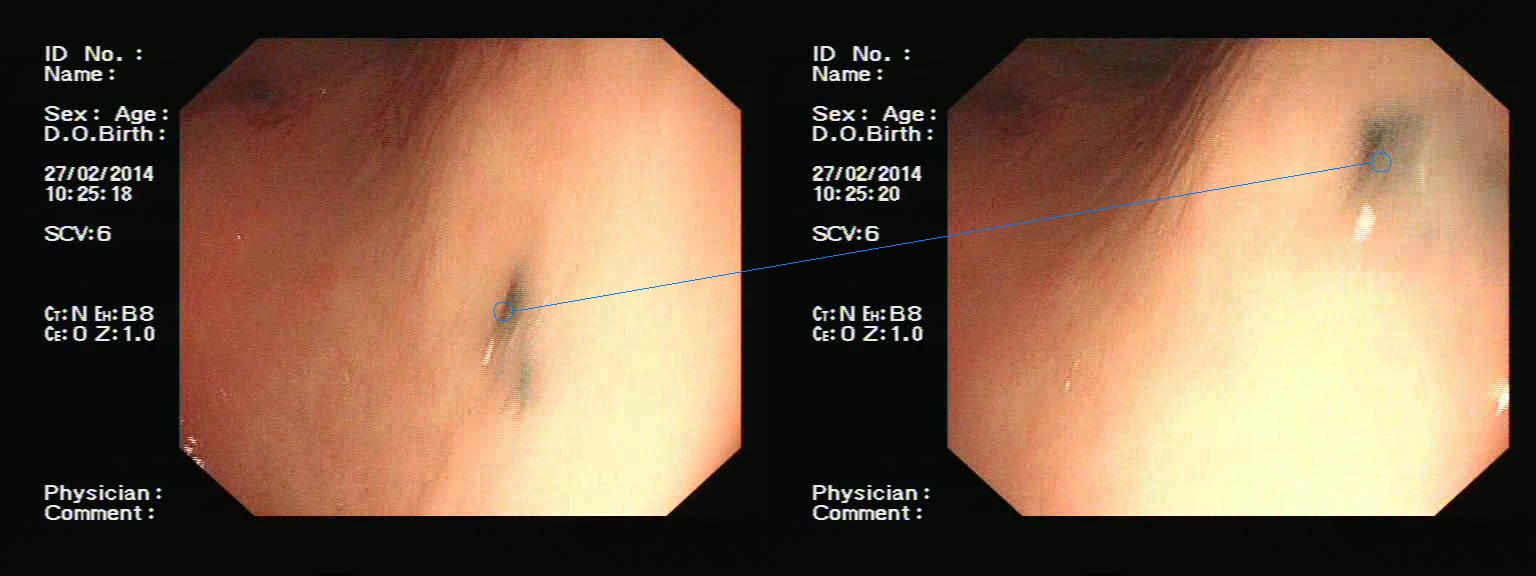 ID No. :
Name:
Sex: Age:
D.O.Birth:
27/02/2014
10:25:18
SCV:6
CT:N EH:B8
CE:0 Z:1.0
Physician:
Comment:
ID No. :
Name:
Sex: Age:
D.O.Birth:
27/02/2014
10:25:20
SCV:6
CT:N EH:B8
CE:0 Z:1.0
Physician:
Comment: